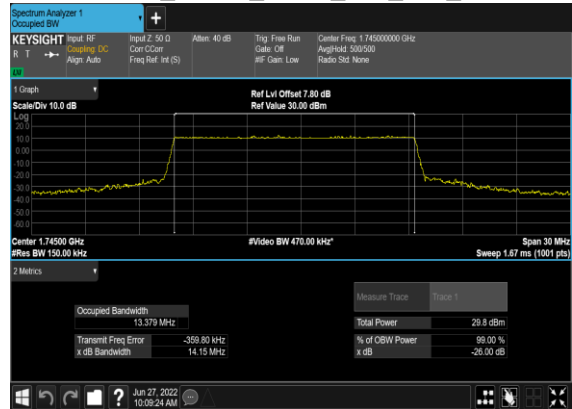 Spectrum Analyzer 1
Occupied BW
KEYSIGHT Input: RF Input Z: 50 Ω Atten: 40 dB Trig: Free Run Center Freq: 1.745000000 GHz
R T Coupling: DC Corr CCorr Gate: Off Avg|Hold: 500/500
Align: Auto Freq Ref: Int (S) #IF Gain: Low Radio Std: None
1 Graph
Ref Lvl Offset 7.80 dB
Scale/Div 10.0 dB Ref Value 30.00 dBm
Log
20.0
10.0
0.00
-10.0
-20.0
-30.0
-40.0
-50.0
-60.0
Center 1.74500 GHz #Video BW 470.00 kHz* Span 30 MHz
#Res BW 150.00 kHz Sweep 1.67 ms (1001 pts)
2 Metrics
Measure Trace Trace 1
Occupied Bandwidth
13.379 MHz Total Power 29.8 dBm
Transmit Freq Error -359.80 kHz % of OBW Power 99.00 %
x dB Bandwidth 14.15 MHz x dB -26.00 dB
?
Jun 27, 2022
10:09:24 AM